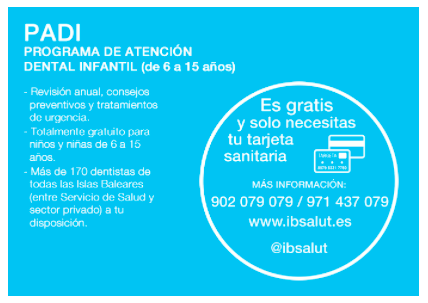 PADI
PROGRAMA DE ATENCIÓN
DENTAL INFANTIL (de 6 a 15 años)
- Revisión anual, consejos
preventivos y tratamientos
de urgencia.
- Totalmente gratuito para
niños y niñas de 6 a 15
años.
- Más de 170 dentistas de
todas las Islas Baleares
(entre Servicio de Salud y
sector privado) a tu
disposición.
Es gratis
y solo necesitas
tu tarjeta
sanitaria
MÁS INFORMACIÓN:
902 079 079 / 971 437 079
www.ibsalut.es
@ibsalut